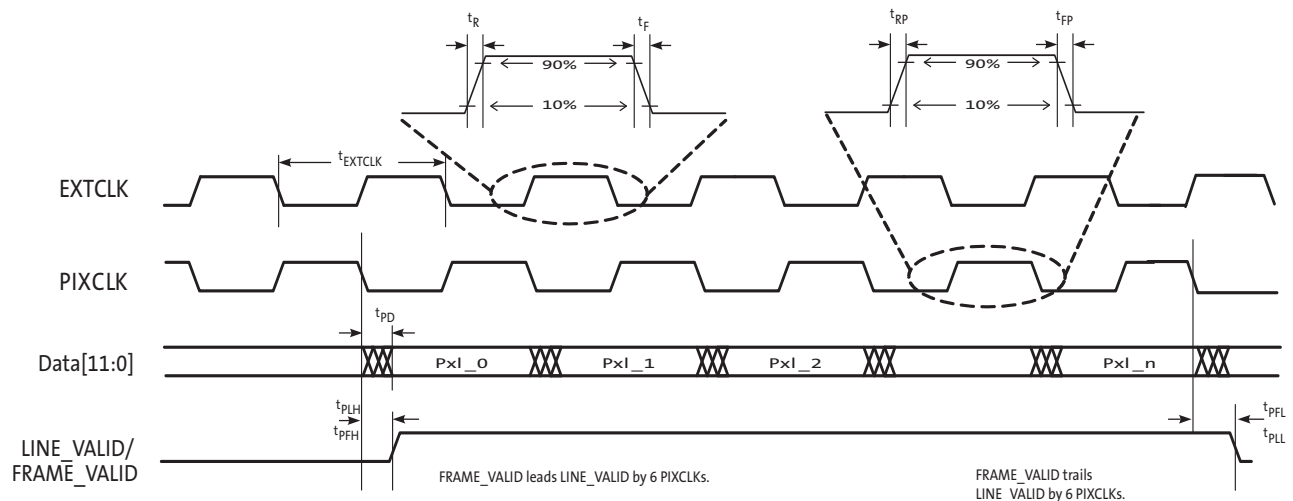 tR
tF
tRP
tFP
90%
90%
10%
10%
tEXTCLK
EXTCLK
PIXCLK
tPD
Data[11:0]
Pxl_0
Pxl_1
Pxl_2
Pxl_n
tPLH
tPFH
tPFL
tPLL
LINE_VALID/
FRAME_VALID
FRAME_VALID leads LINE_VALID by 6 PIXCLKs.
FRAME_VALID trails
LINE_VALID by 6 PIXCLKs.